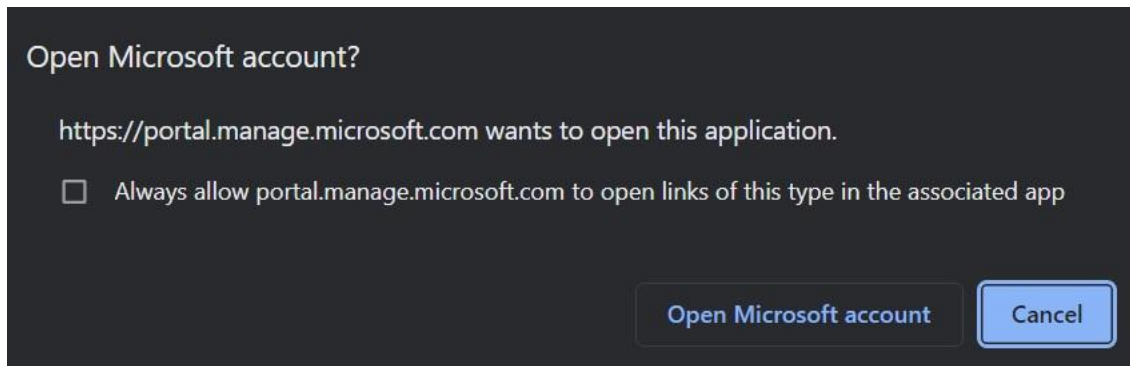 Open Microsoft account?
https://portal.manage.microsoft.com wants to open this application.
Always allow portal.manage.microsoft.com to open links of this type in the associated app
Open Microsoft account
Cancel